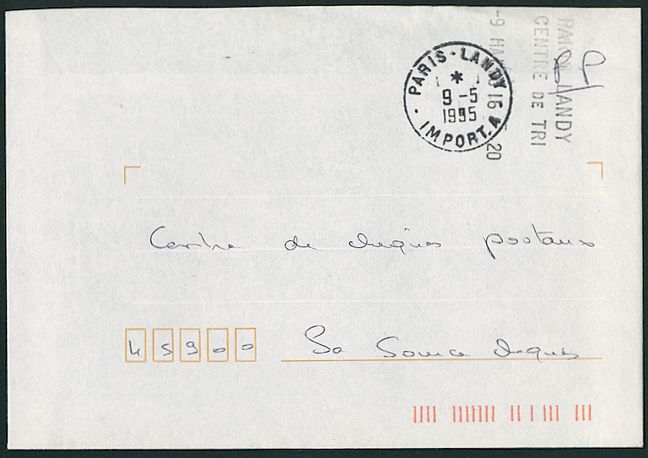 PARIS-LANDY
*
9-5
1995
IMPORT.A
PARIS LANDY
CENTRE DE TRI
-9 MA 16 20
Centre de chèques postaux
45900 La Source chèques